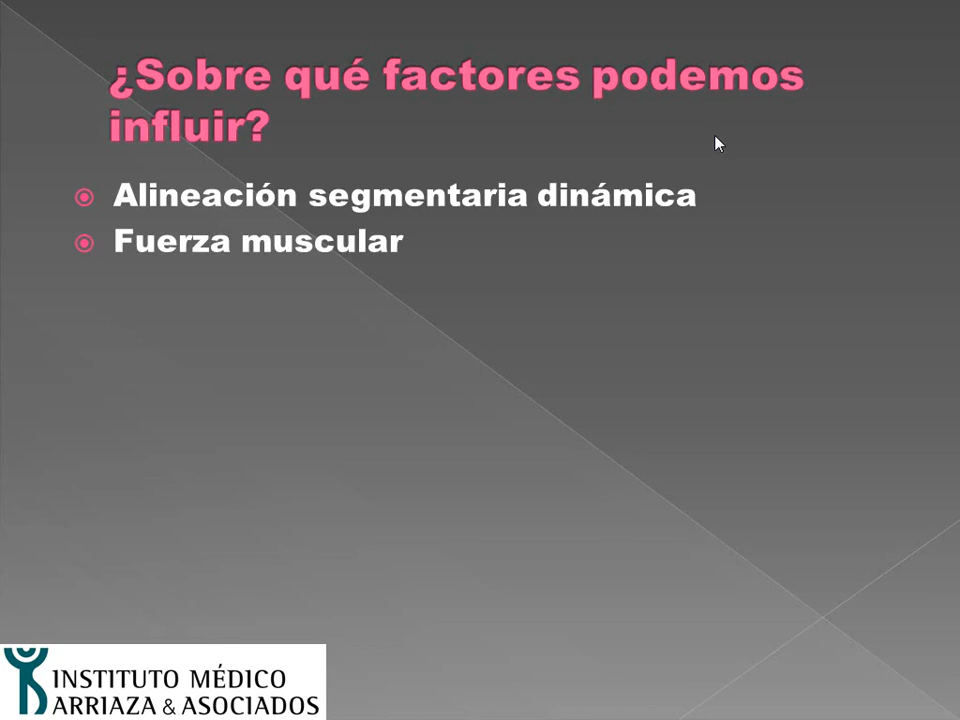 ¿Sobre qué factores podemos
influir?
Alineación segmentaria dinámica
Fuerza muscular
INSTITUTO MÉDICO
ARRIAZA & ASOCIADOS